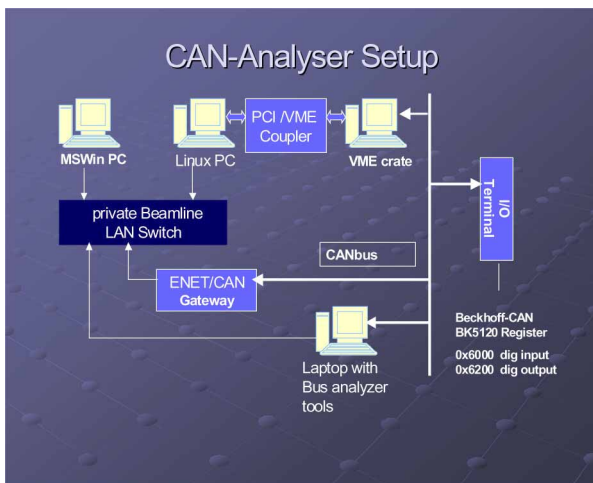 CAN-Analyser Setup
PCI /VME
Coupler
MSWin PC
Linux PC
VME crate
I/O
Terminal
private Beamline
LAN Switch
CANbus
ENET/CAN
Gateway
Beckhoff-CAN
BK5120 Register
0x6000 dig input
0x6200 dig output
Laptop with
Bus analyzer
tools